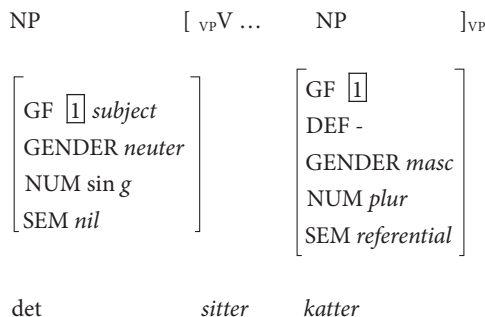 NP [ VPV … NP ]VP
GF 1 subject
GENDER neuter
NUM sin g
SEM nil
GF 1
DEF -
GENDER masc
NUM plur
SEM referential
det sitter katter